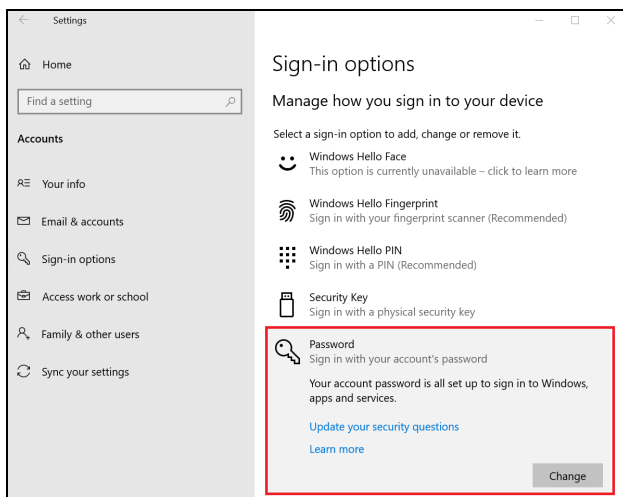 Settings
Home
Find a setting
Accounts
Your info
Email & accounts
Sign-in options
Access work or school
Family & other users
Sync your settings
Sign-in options
Manage how you sign in to your device
Select a sign-in option to add, change or remove it.
Windows Hello Face
This option is currently unavailable – click to learn more
Windows Hello Fingerprint
Sign in with your fingerprint scanner (Recommended)
Windows Hello PIN
Sign in with a PIN (Recommended)
Security Key
Sign in with a physical security key
Password
Sign in with your account's password
Your account password is all set up to sign in to Windows,
apps and services.
Update your security questions
Learn more
Change